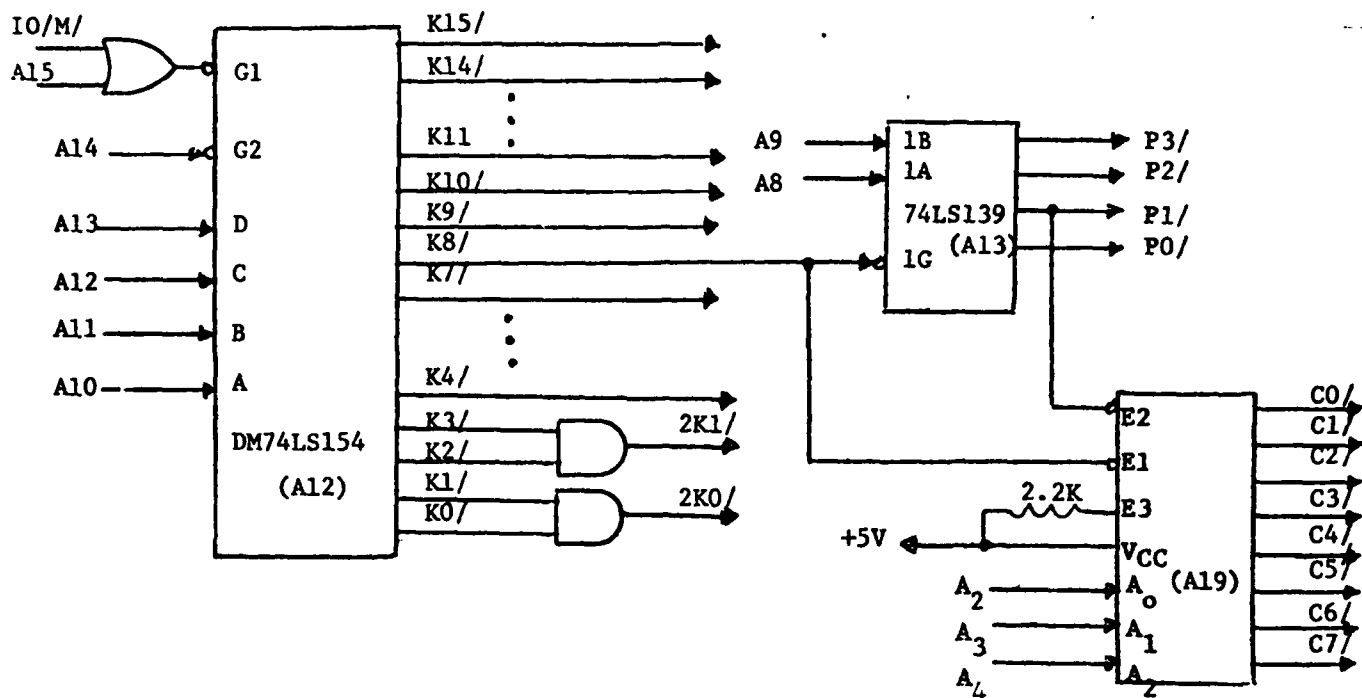 IO/M/
A15
A14
A13
A12
A11
A10
G1
G2
D
C
B
A
DM74LS154
(A12)
K15/
K14/
K11
K10/
K9/
K8/
K7/
K4/
K3/
K2/
K1/
K0/
2K1/
2K0/
A9
A8
1B
1A
74LS139
(A13)
1G
P3/
P2/
P1/
P0/
E2
E1
2.2K
E3
+5V
VCC
(A19)
A2
A3
A4
Ao
A1
A2
C0/
C1/
C2/
C3/
C4/
C5/
C6/
C7/